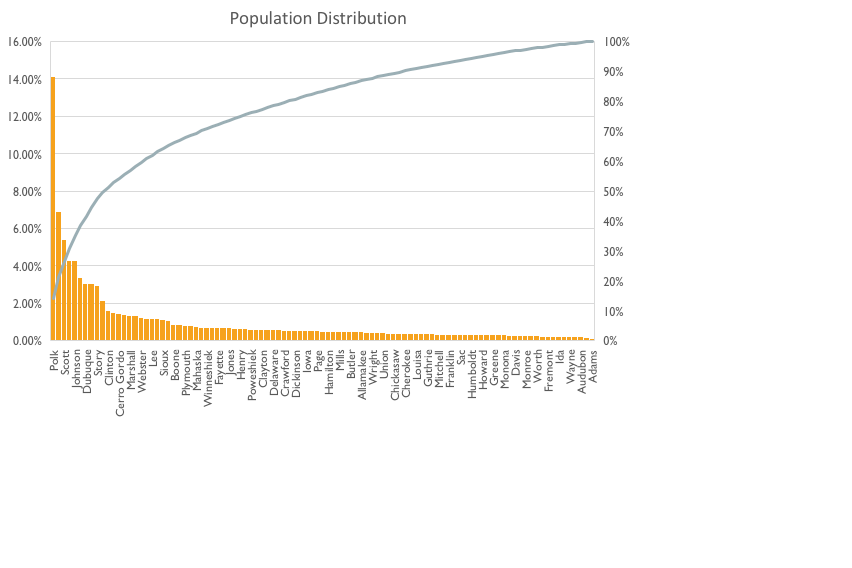 Population Distribution
16.00%
14.00%
12.00%
10.00%
8.00%
6.00%
4.00%
2.00%
0.00%
100%
90%
80%
70%
60%
50%
40%
30%
20%
10%
0%
Polk
Scott
Johnson
Dubuque
Story
Clinton
Cerro Gordo
Marshall
Webster
Lee
Sioux
Boone
Plymouth
Mahaska
Winneshiek
Fayette
Jones
Henry
Poweshiek
Clayton
Delaware
Crawford
Dickinson
Iowa
Page
Hamilton
Mills
Butler
Allamakee
Wright
Union
Chickasaw
Cherokee
Louisa
Guthrie
Mitchell
Franklin
Sac
Humboldt
Howard
Greene
Monona
Davis
Monroe
Worth
Fremont
Ida
Wayne
Audubon
Adams